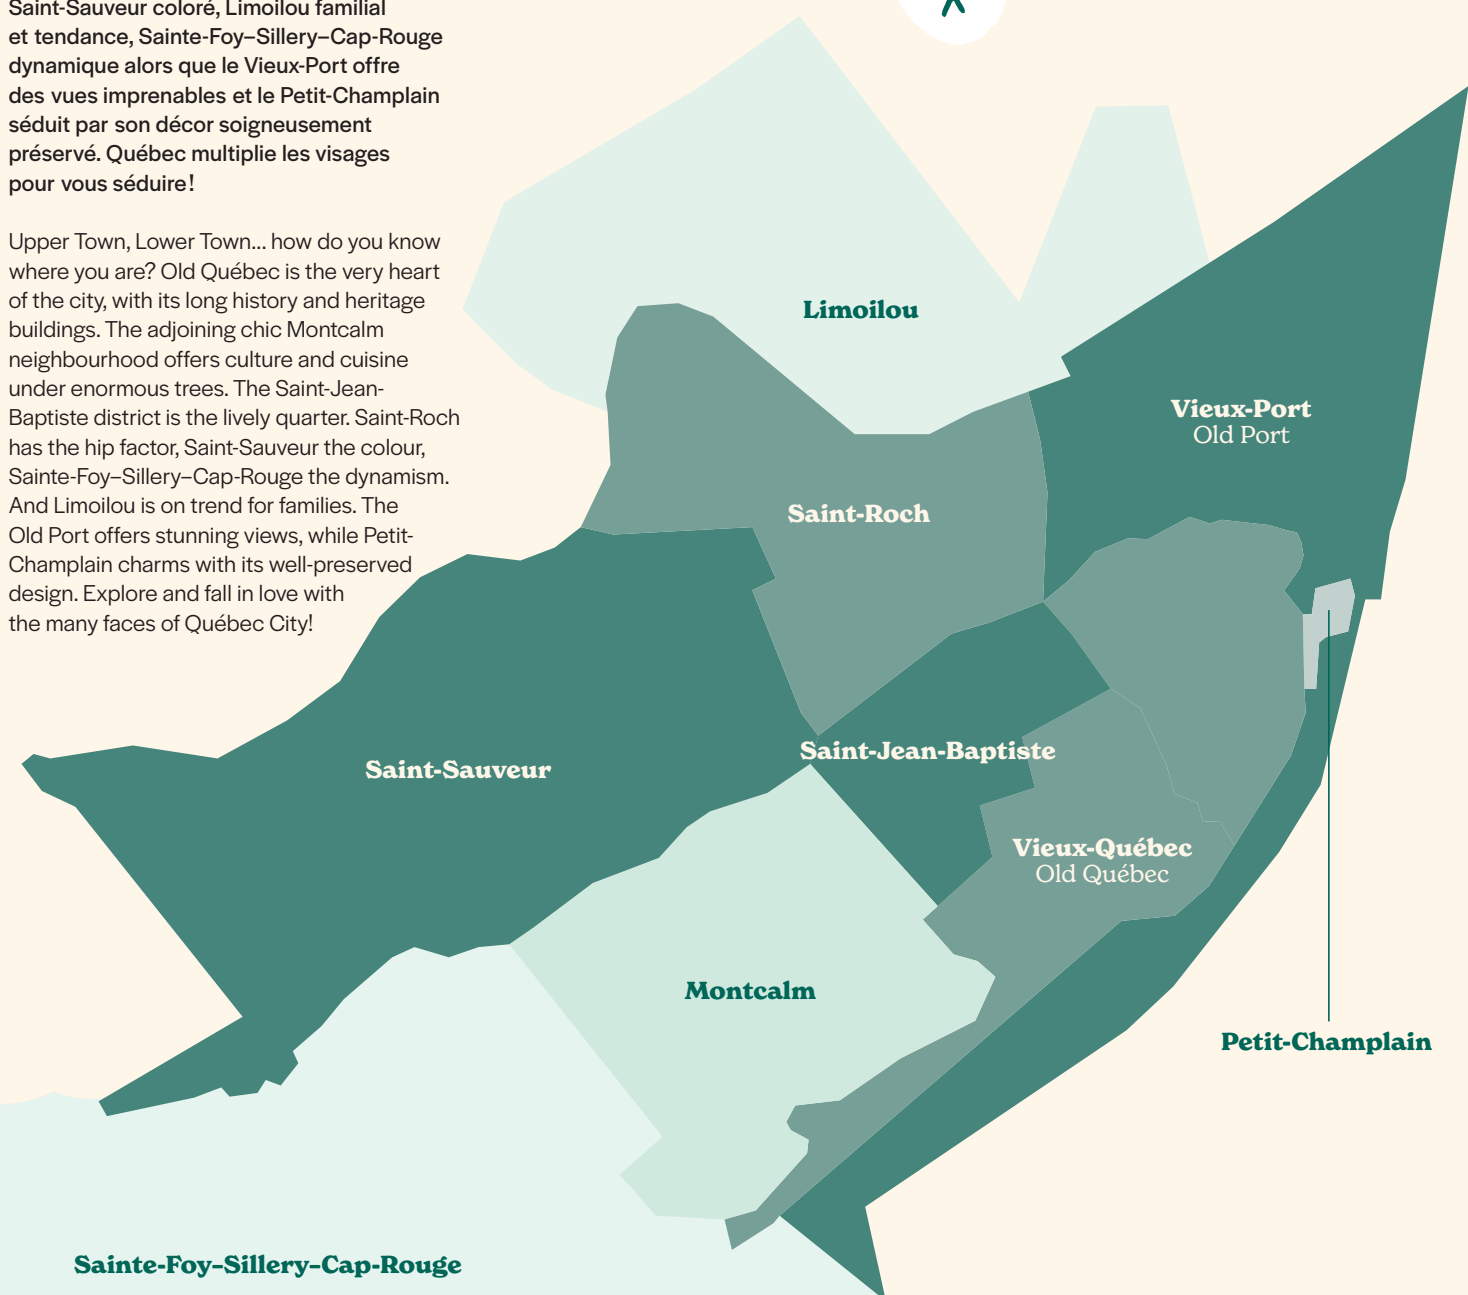 Saint-Sauveur coloré, Limoilou familial
et tendance, Sainte-Foy–Sillery–Cap-Rouge
dynamique alors que le Vieux-Port offre
des vues imprenables et le Petit-Champlain
séduit par son décor soigneusement
préservé. Québec multiplie les visages
pour vous séduire!
Upper Town, Lower Town... how do you know
where you are? Old Québec is the very heart
of the city, with its long history and heritage
buildings. The adjoining chic Montcalm
neighbourhood offers culture and cuisine
under enormous trees. The Saint-Jean-
Baptiste district is the lively quarter. Saint-Roch
has the hip factor, Saint-Sauveur the colour,
Sainte-Foy–Sillery–Cap-Rouge the dynamism.
And Limoilou is on trend for families. The
Old Port offers stunning views, while Petit-
Champlain charms with its well-preserved
design. Explore and fall in love with
the many faces of Québec City!
Limoilou
Vieux-Port
Old Port
Saint-Roch
Saint-Jean-Baptiste
Saint-Sauveur
Vieux-Québec
Old Québec
Montcalm
Petit-Champlain
Sainte-Foy–Sillery–Cap-Rouge